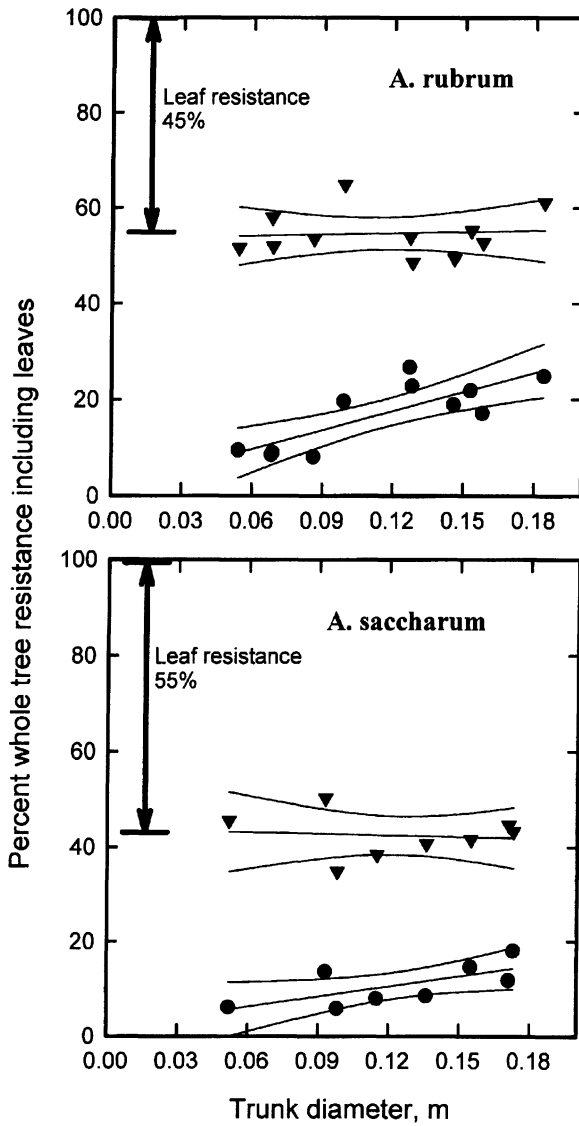 Percent whole tree resistance including leaves
100
80
60
40
20
0
A. rubrum
Leaf resistance
45%
0.00 0.03 0.06 0.09 0.12 0.15 0.18
100
80
60
40
20
0
A. saccharum
Leaf resistance
55%
0.00 0.03 0.06 0.09 0.12 0.15 0.18
Trunk diameter, m